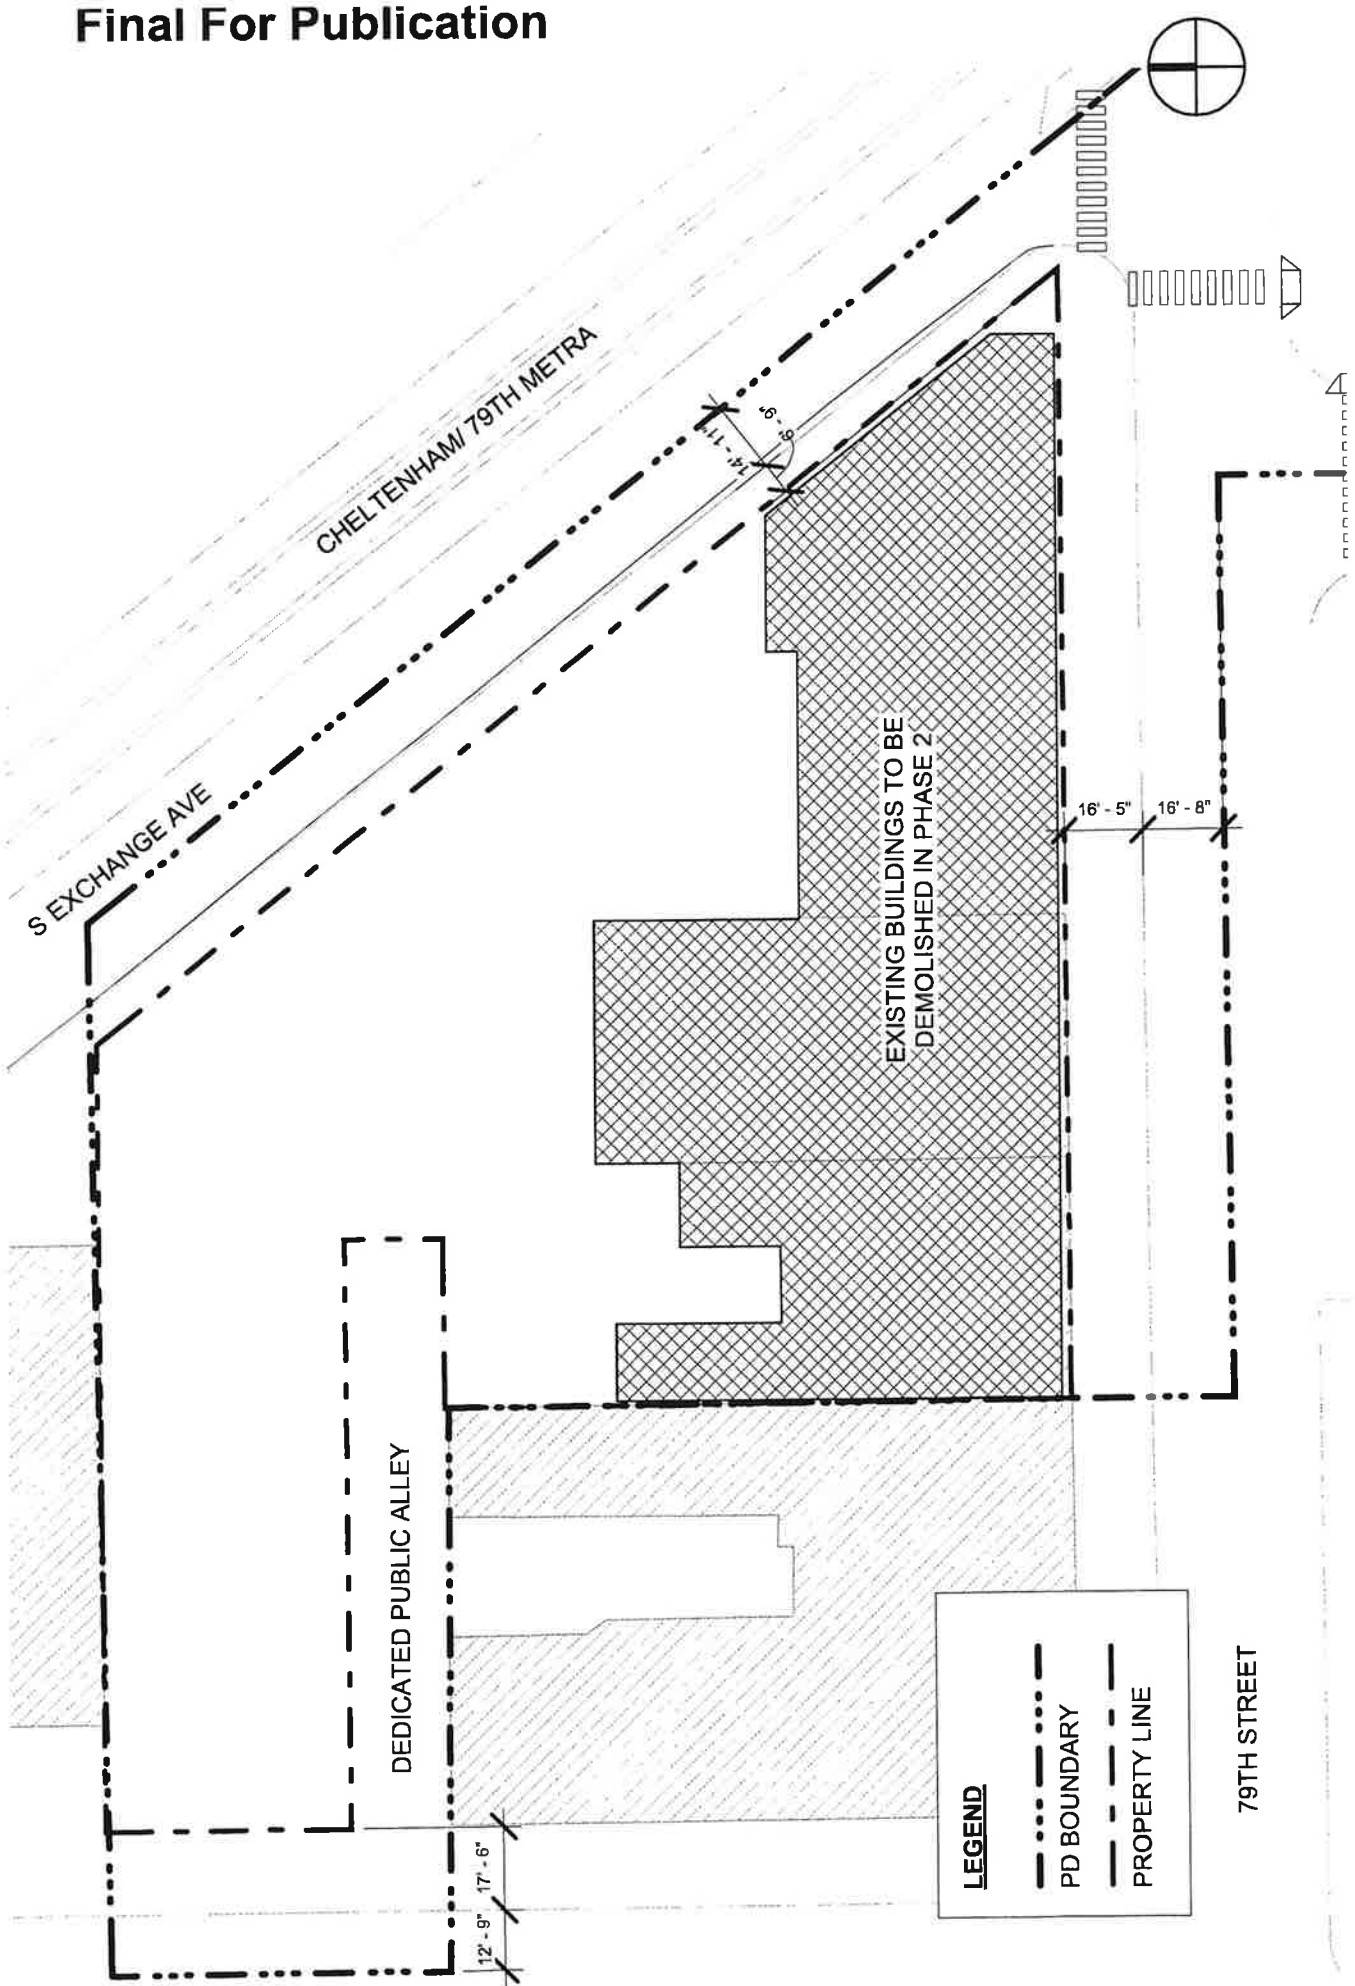 Final For Publication
CHELTENHAM/ 79TH METRA
S EXCHANGE AVE
14' - 11"
6' - 9"
EXISTING BUILDINGS TO BE
DEMOLISHED IN PHASE 2
16' - 5"
16' - 8"
DEDICATED PUBLIC ALLEY
17' - 6"
12' - 9"
LEGEND
PD BOUNDARY
PROPERTY LINE
79TH STREET